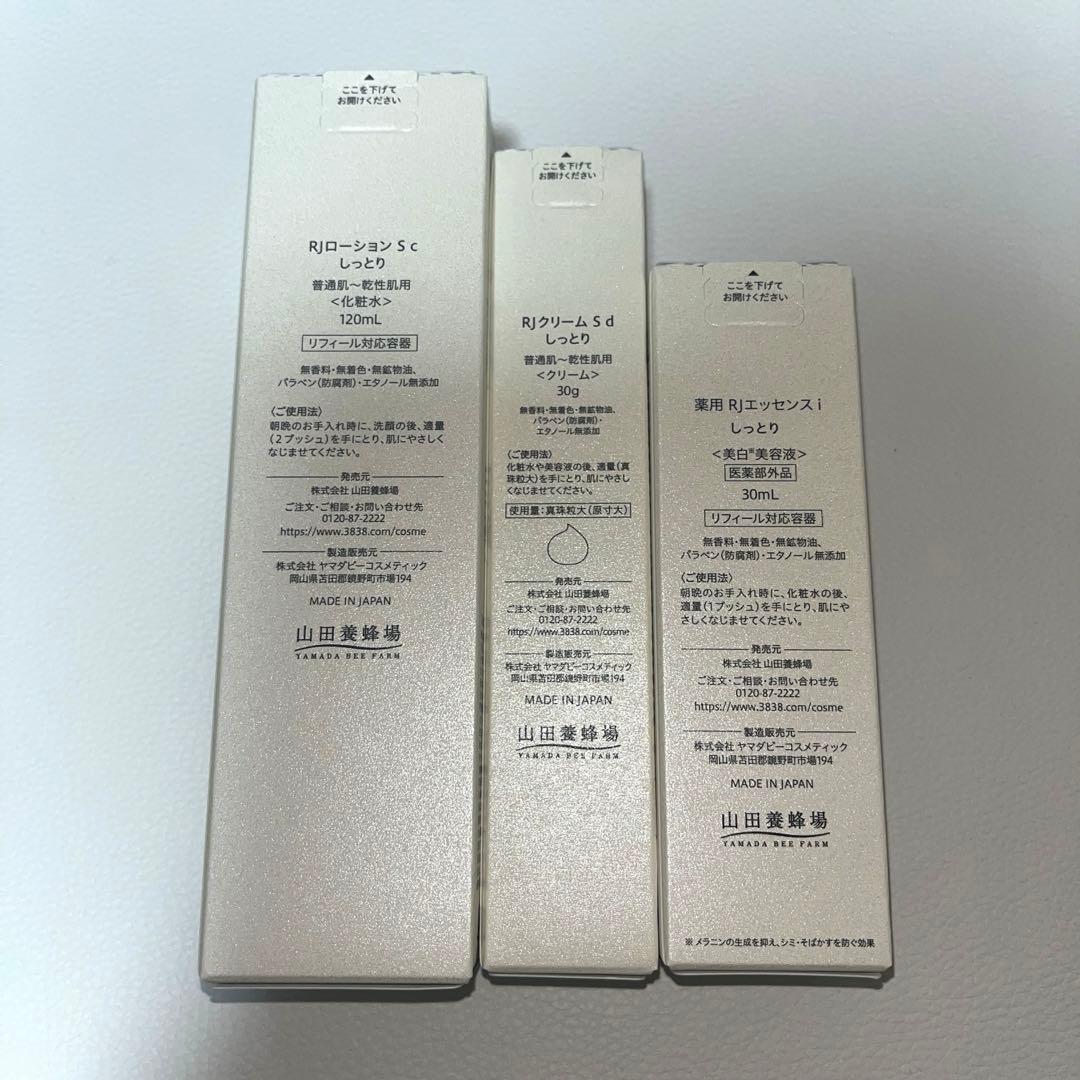 ここを下げて
お開けください
RJローション S c
しっとり
普通肌～乾性肌用
<化粧水>
120mL
リフィール対応容器
無香料・無着色・無鉱物油、
パラベン(防腐剤)・エタノール無添加
〈ご使用法〉
朝晩のお手入れ時に、洗顔の後、適量
(2プッシュ)を手にとり、肌にやさしく
なじませてください。
発売元
株式会社 山田養蜂場
ご注文・ご相談・お問い合わせ先
0120-87-2222
https://www.3838.com/cosme
製造販売元
株式会社 ヤマダビーコスメティック
岡山県苫田郡鏡野町市場194
MADE IN JAPAN
山田養蜂場
YAMADA BEE FARM
ここを下げて
お開けください
RJクリーム S d
しっとり
普通肌～乾性肌用
<クリーム>
30g
無香料・無着色・無鉱物油、
パラベン(防腐剤)・
エタノール無添加
〈ご使用法〉
化粧水や美容液の後、適量(真
珠粒大)を手にとり、肌にやさし
くなじませてください。
使用量:真珠粒大(原寸大)
発売元
株式会社 山田養蜂場
ご注文・ご相談・お問い合わせ先
0120-87-2222
https://www.3838.com/cosme
製造販売元
株式会社 ヤマダビーコスメティック
岡山県苫田郡鏡野町市場194
MADE IN JAPAN
山田養蜂場
YAMADA BEE FARM
ここを下げて
お開けください
薬用 RJエッセンス i
しっとり
<美白※美容液>
医薬部外品
30mL
リフィール対応容器
無香料・無着色・無鉱物油、
パラベン(防腐剤)・エタノール無添加
〈ご使用法〉
朝晩のお手入れ時に、化粧水の後、
適量(1プッシュ)を手にとり、肌にや
さしくなじませてください。
発売元
株式会社 山田養蜂場
ご注文・ご相談・お問い合わせ先
0120-87-2222
https://www.3838.com/cosme
製造販売元
株式会社 ヤマダビーコスメティック
岡山県苫田郡鏡野町市場194
MADE IN JAPAN
山田養蜂場
YAMADA BEE FARM
※メラニンの生成を抑え、シミ・そばかすを防ぐ効果